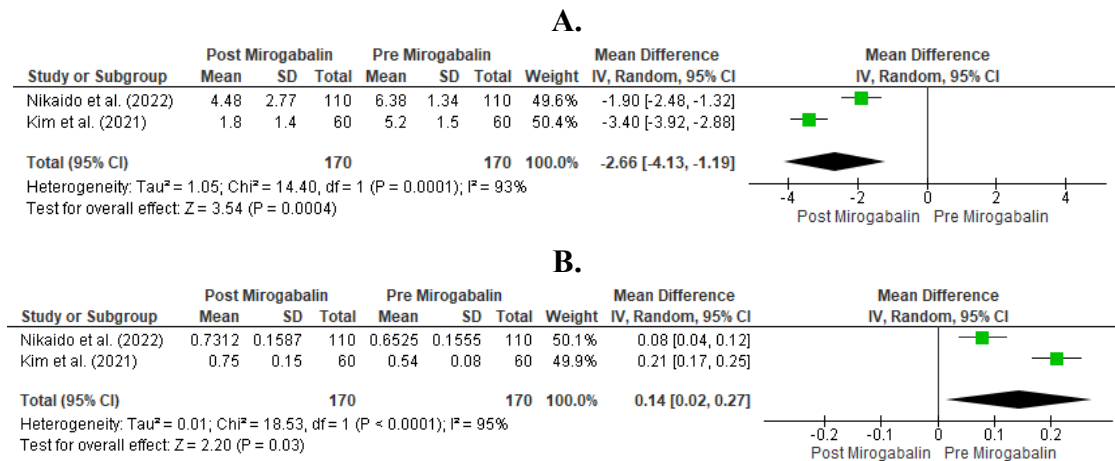 A.
Post Mirogabalin Pre Mirogabalin Mean Difference Mean Difference
Study or Subgroup Mean SD Total Mean SD Total Weight IV, Random, 95% CI IV, Random, 95% CI
Nikaido et al. (2022) 4.48 2.77 110 6.38 1.34 110 49.6% -1.90 [-2.48, -1.32]
Kim et al. (2021) 1.8 1.4 60 5.2 1.5 60 50.4% -3.40 [-3.92, -2.88]
Total (95% CI) 170 170 100.0% -2.66 [-4.13, -1.19]
Heterogeneity: Tau² = 1.05; Chi² = 14.40, df = 1 (P = 0.0001); I² = 93%
Test for overall effect: Z = 3.54 (P = 0.0004)
-4 -2 0 2 4
Post Mirogabalin Pre Mirogabalin
B.
Post Mirogabalin Pre Mirogabalin Mean Difference Mean Difference
Study or Subgroup Mean SD Total Mean SD Total Weight IV, Random, 95% CI IV, Random, 95% CI
Nikaido et al. (2022) 0.7312 0.1587 110 0.6525 0.1555 110 50.1% 0.08 [0.04, 0.12]
Kim et al. (2021) 0.75 0.15 60 0.54 0.08 60 49.9% 0.21 [0.17, 0.25]
Total (95% CI) 170 170 100.0% 0.14 [0.02, 0.27]
Heterogeneity: Tau² = 0.01; Chi² = 18.53, df = 1 (P < 0.0001); I² = 95%
Test for overall effect: Z = 2.20 (P = 0.03)
-0.2 -0.1 0 0.1 0.2
Post Mirogabalin Pre Mirogabalin